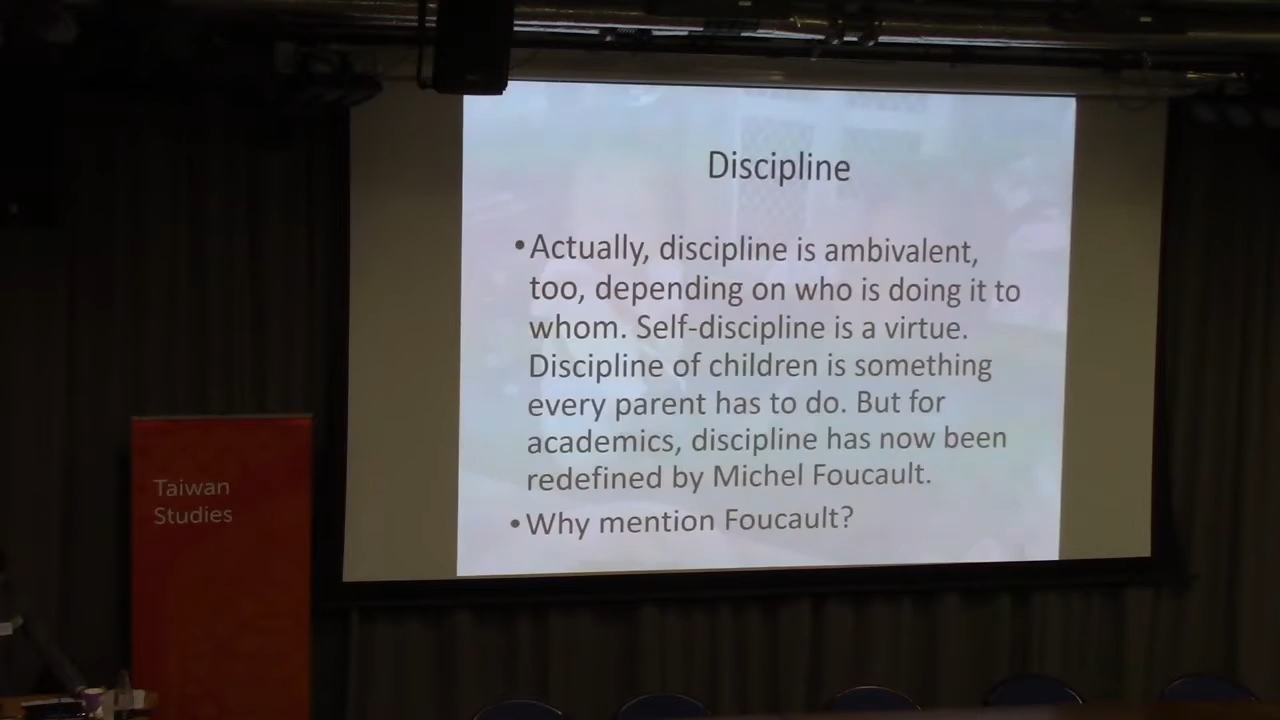 Discipline
•Actually, discipline is ambivalent,
too, depending on who is doing it to
whom. Self-discipline is a virtue.
Discipline of children is something
every parent has to do. But for
academics, discipline has now been
redefined by Michel Foucault.
•Why mention Foucault?
Taiwan
Studies